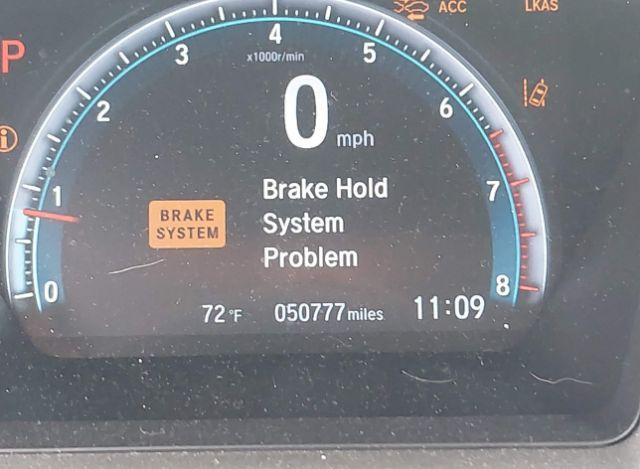 ACC
LKAS
P
4
x1000r/min
3
5
0 mph
2
6
i
1
7
BRAKE
SYSTEM
Brake Hold
System
Problem
0
8
72°F
050777 miles
11:09